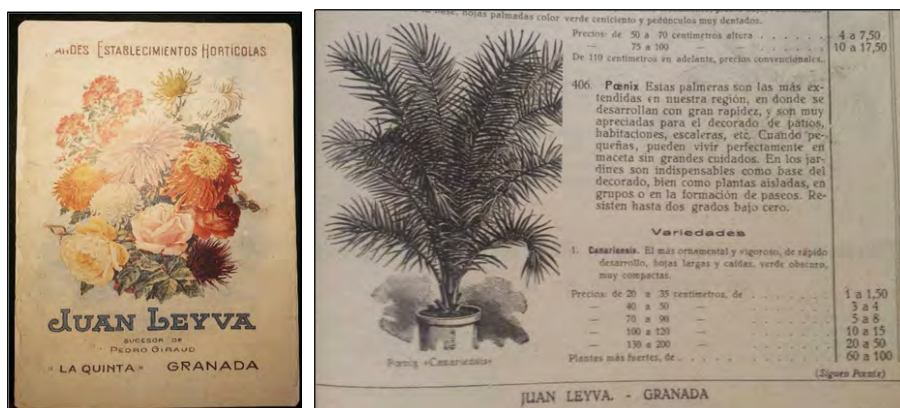 ANDES ESTABLECIMIENTOS HORTÍCOLAS
JUAN LEYVA
SUCESOR DE
PEDRO GIRAUD
"LA QUINTA" GRANADA
base, hojas palmadas color verde ceniciento y pedúnculos muy dentados.
Precios: de 50 a 70 centímetros altura . . . . . . . 4 a 7,50
— 75 a 100 — — . . . . . . . 10 a 17,50
De 110 centímetros en adelante, precios convencionales.
406. Pœnix Estas palmeras son las más ex-
tendidas en nuestra región, en donde se
desarrollan con gran rapidez, y son muy
apreciadas para el decorado de patios,
habitaciones, escaleras, etc. Cuando pe-
queñas, pueden vivir perfectamente en
maceta sin grandes cuidados. En los jar-
dines son indispensables como base del
decorado, bien como plantas aisladas, en
grupos o en la formación de paseos. Re-
sisten hasta dos grados bajo cero.
Variedades
1. Canariensis. El más ornamental y vigoroso, de rápido
desarrollo, hojas largas y caídas, verde obscuro,
muy compactas.
Precios: de 20 a 35 centímetros, de . . . . . . . 1 a 1,50
— 40 a 50 — . . . . . . . 3 a 4
— 70 a 90 — . . . . . . . 5 a 8
— 100 a 120 — . . . . . . . 10 a 15
— 130 a 200 — . . . . . . . 20 a 50
Plantes más fuertes, de . . . . . . . 60 a 100
Pœnix «Canariensis»
(Siguen Pœnix)
JUAN LEYVA. - GRANADA